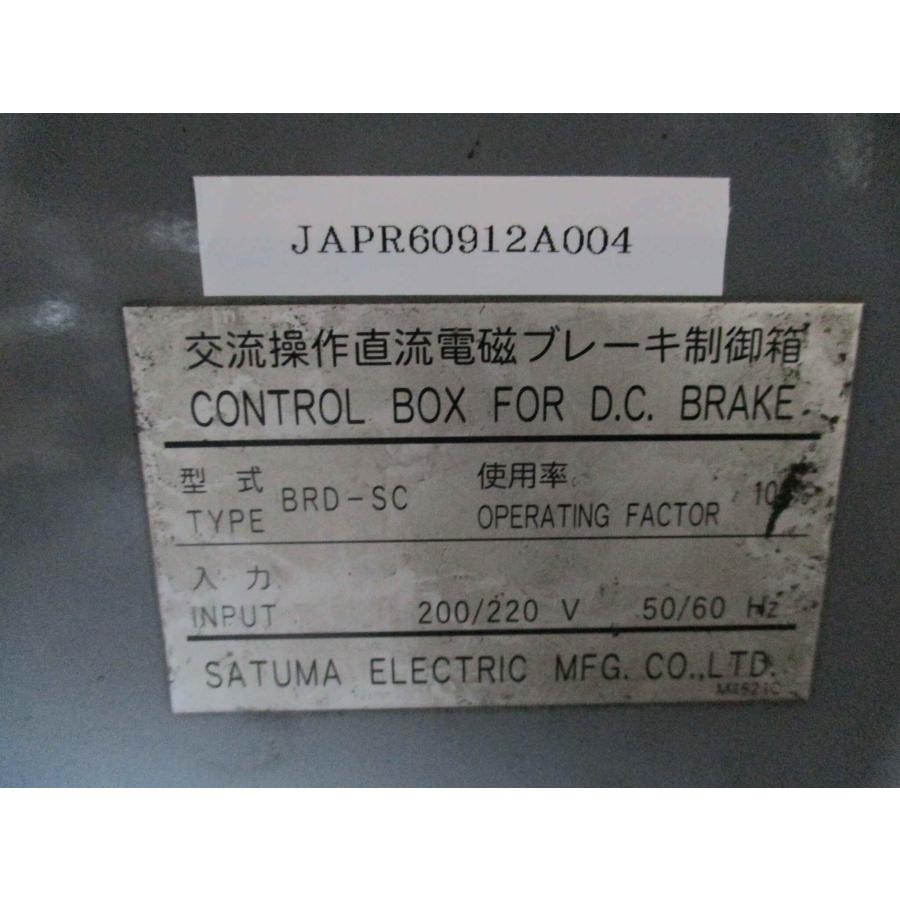 JAPR60912A004
交流操作直流電磁ブレーキ制御箱
CONTROL BOX FOR D.C. BRAKE
型式 使用率
TYPE BRD-SC OPERATING FACTOR
入力
INPUT 200/220 V 50/60 Hz
SATUMA ELECTRIC MFG. CO.,LTD.